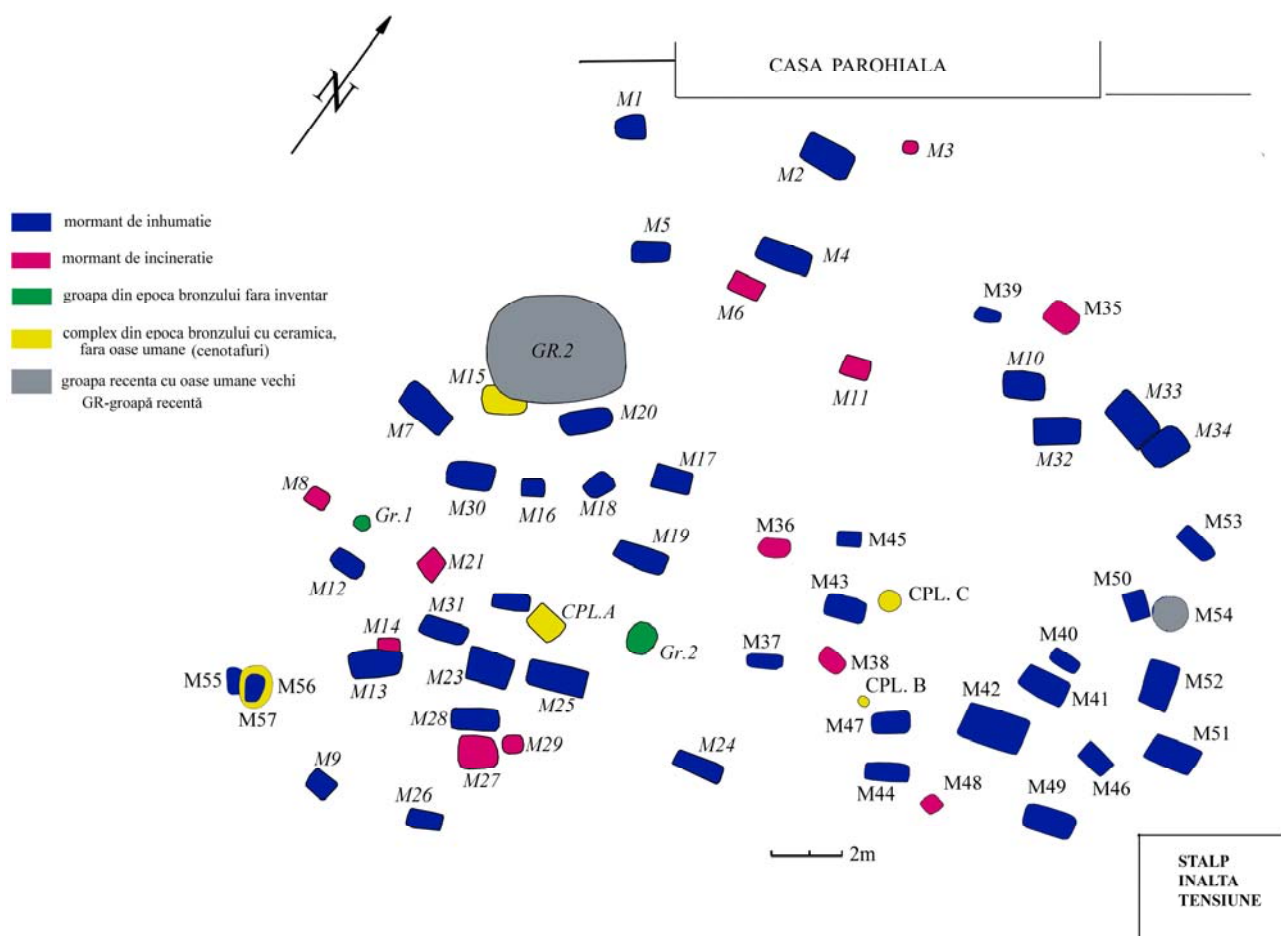 CASA PAROHIALA
N
M1
M2
M3
mormant de inhumatie
mormant de incineratie
groapa din epoca bronzului fara inventar
complex din epoca bronzului cu ceramica,
fara oase umane (cenotafuri)
groapa recenta cu oase umane vechi
GR-groapă recentă
M5
M4
M6
M39
M35
GR.2
M15
M11
M10
M33
M20
M7
M34
M32
M17
M8
M30
M16
M18
Gr.1
M36
M45
M53
M19
M21
M12
M43
CPL. C
M50
M31
CPL.A
M54
M14
Gr.2
M37
M40
M38
M55
M56
M13
M23
M25
CPL. B
M42
M41
M52
M57
M28
M47
M51
M29
M24
M9
M27
M44
M48
M49
M46
M26
2m
STALP
INALTA
TENSIUNE